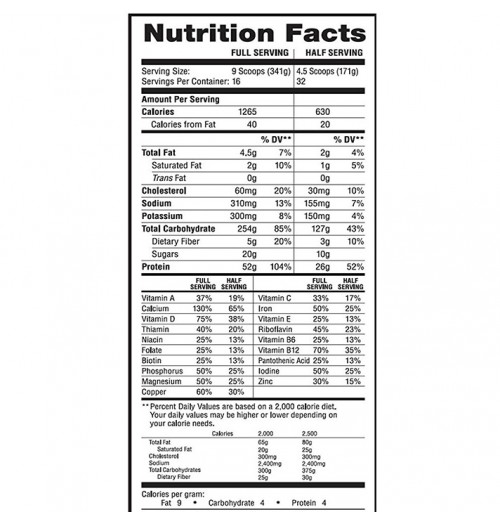 Nutrition Facts
FULL SERVING HALF SERVING
Serving Size: 9 Scoops (341g) 4.5 Scoops (171g)
Servings Per Container: 16 32
Amount Per Serving
Calories 1265 630
Calories from Fat 40 20
% DV** % DV**
Total Fat 4.5g 7% 2g 4%
Saturated Fat 2g 10% 1g 5%
Trans Fat 0g 0g
Cholesterol 60mg 20% 30mg 10%
Sodium 310mg 13% 155mg 7%
Potassium 300mg 8% 150mg 4%
Total Carbohydrate 254g 85% 127g 43%
Dietary Fiber 5g 20% 3g 10%
Sugars 20g 10g
Protein 52g 104% 26g 52%
FULL SERVING HALF SERVING FULL SERVING HALF SERVING
Vitamin A 37% 19% Vitamin C 33% 17%
Calcium 130% 65% Iron 50% 25%
Vitamin D 75% 38% Vitamin E 25% 13%
Thiamin 40% 20% Riboflavin 45% 23%
Niacin 25% 13% Vitamin B6 25% 13%
Folate 25% 13% Vitamin B12 70% 35%
Biotin 25% 13% Pantothenic Acid 25% 13%
Phosphorus 50% 25% Iodine 50% 25%
Magnesium 50% 25% Zinc 30% 15%
Copper 60% 30%
**Percent Daily Values are based on a 2,000 calorie diet.
Your daily values may be higher or lower depending on
your calorie needs.
Calories 2,000 2,500
Total Fat 65g 80g
Saturated Fat 20g 25g
Cholesterol 300mg 300mg
Sodium 2,400mg 2,400mg
Total Carbohydrates 300g 375g
Dietary Fiber 25g 30g
Calories per gram:
Fat 9 • Carbohydrate 4 • Protein 4